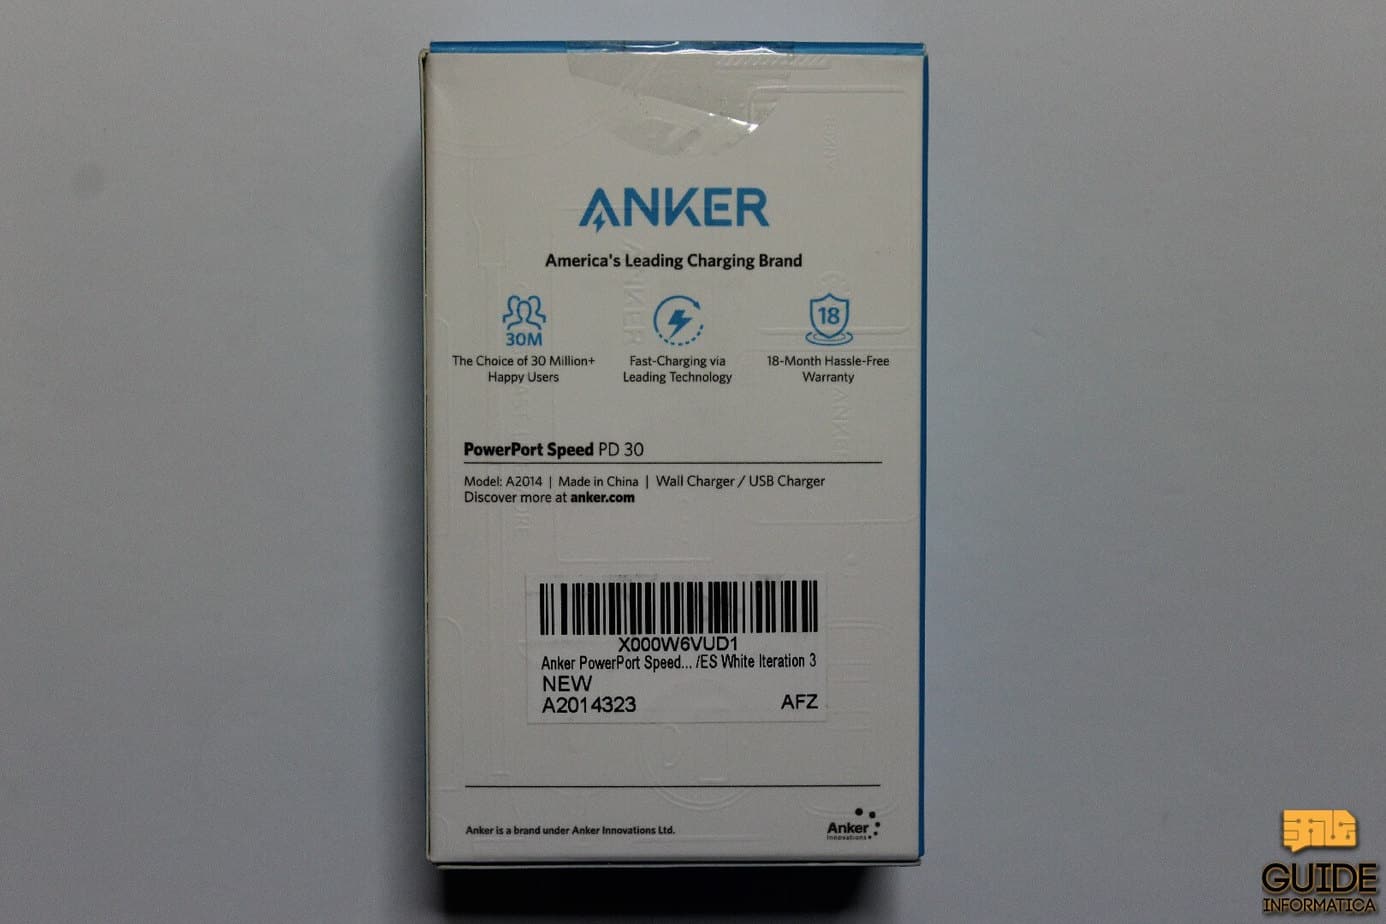 ANKER
America's Leading Charging Brand
30M
The Choice of 30 Million+
Happy Users
Fast-Charging via
Leading Technology
18
18-Month Hassle-Free
Warranty
PowerPort Speed PD 30
Model: A2014 | Made in China | Wall Charger / USB Charger
Discover more at anker.com
X000W6VUD1
Anker PowerPort Speed... /ES White Iteration 3
NEW
A2014323 AFZ
Anker is a brand under Anker Innovations Ltd.
Anker
Innovations
GUIDE
INFORMATICA